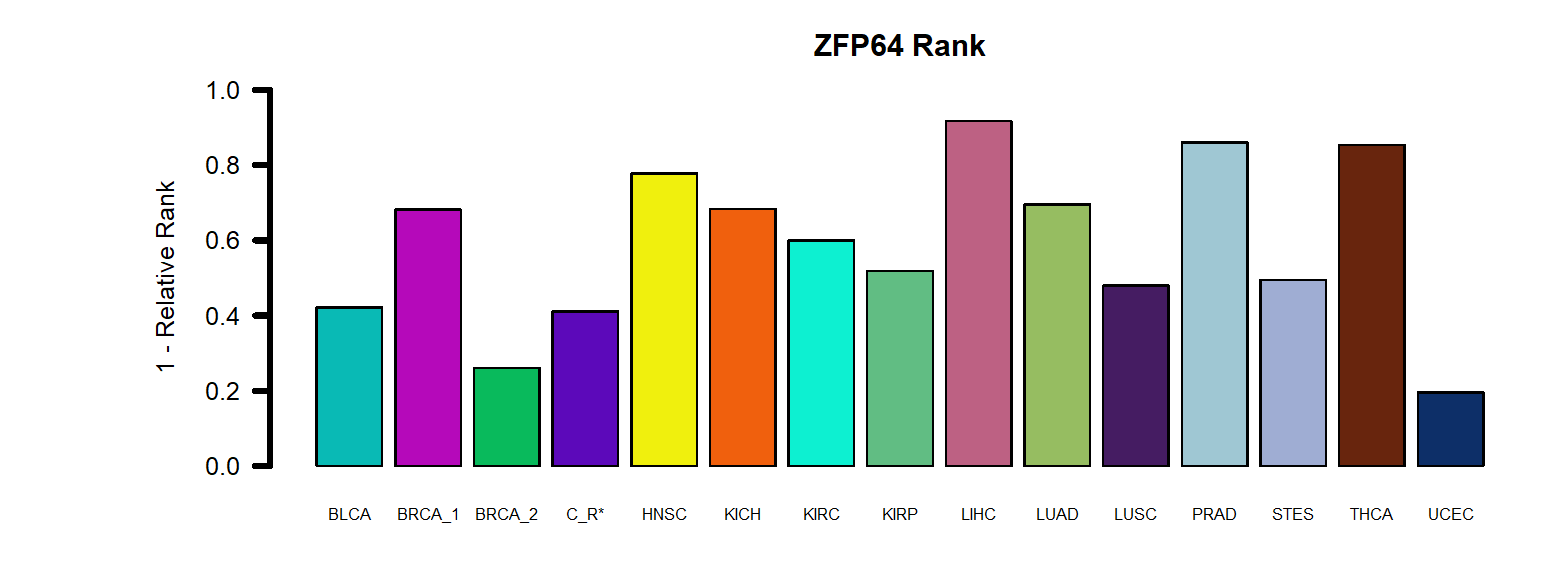 ZFP64 Rank
1 - Relative Rank
1.0
0.8
0.6
0.4
0.2
0.0
BLCA BRCA_1 BRCA_2 C_R* HNSC KICH KIRC KIRP LIHC LUAD LUSC PRAD STES THCA UCEC